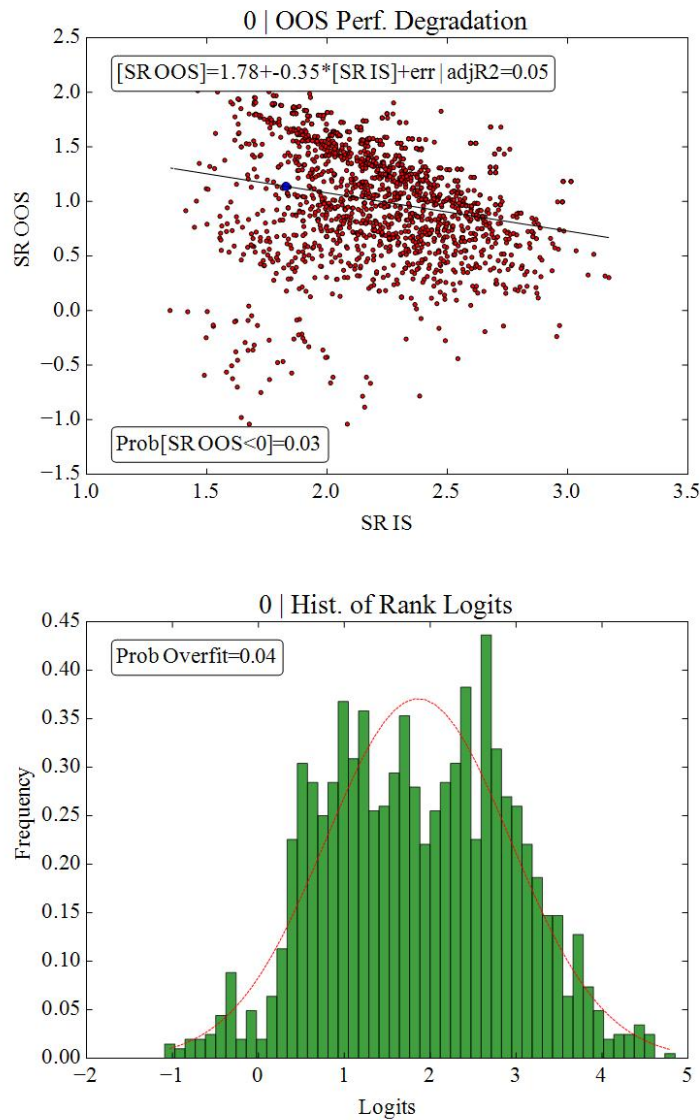 0 | OOS Perf. Degradation
2.5
[SR OOS]=1.78+-0.35*[SR IS]+err | adjR2=0.05
2.0
1.5
1.0
0.5
0.0
−0.5
−1.0
Prob[SR OOS<0]=0.03
−1.5
1.0 1.5 2.0 2.5 3.0 3.5
SR OOS
SR IS
0 | Hist. of Rank Logits
0.45
Prob Overfit=0.04
0.40
0.35
0.30
0.25
0.20
0.15
0.10
0.05
0.00
−2 −1 0 1 2 3 4 5
Frequency
Logits